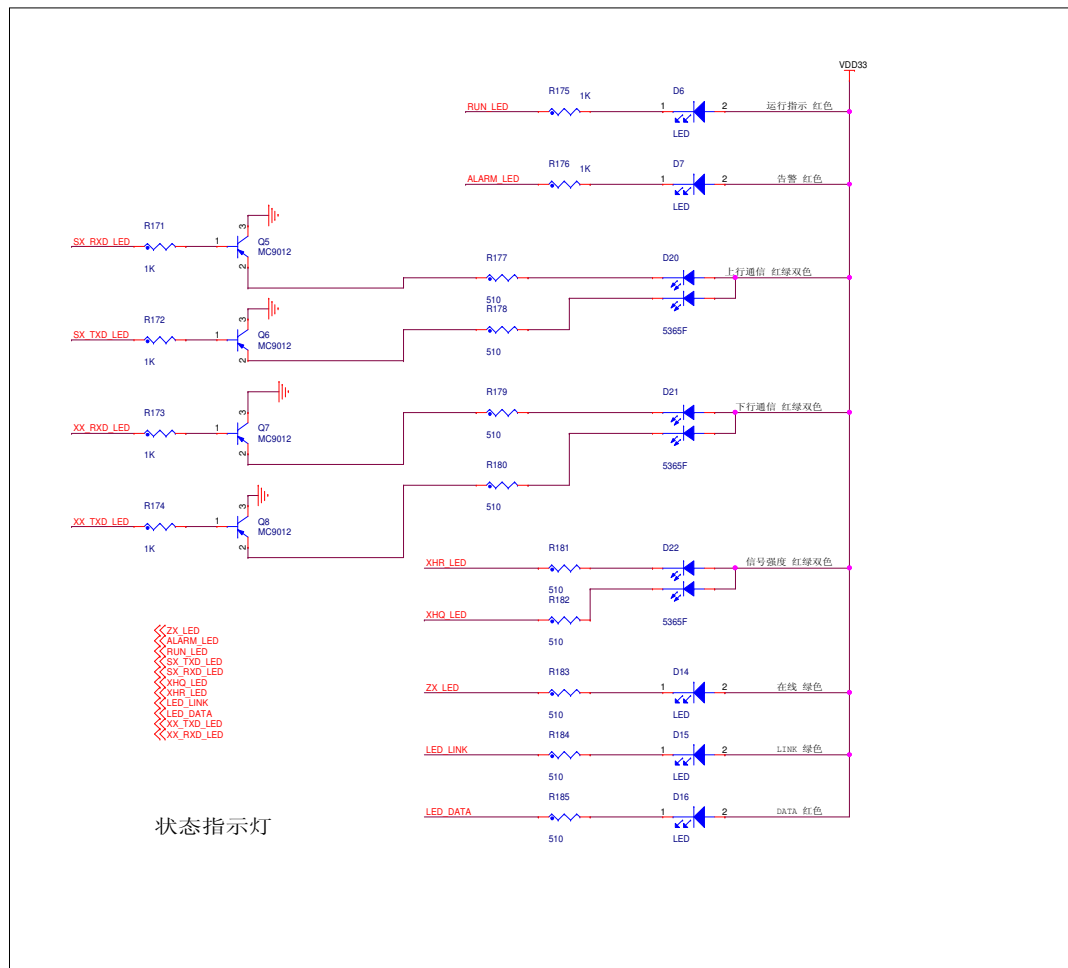 VDD33
R175 1K D6
RUN_LED 1 2 运行指示 红色
LED
R176 1K D7
ALARM_LED 1 2 告警 红色
LED
R171 3 Q5
SX_RXD_LED 1 MC9012
1K 2
R177 D20
上行通信 红绿双色
510
R172 3 Q6 R178
SX_TXD_LED 1 MC9012 5365F
1K 2 510
R179 D21
下行通信 红绿双色
R173 3 Q7
XX_RXD_LED 1 MC9012 510
1K 2 R180 5365F
R174 3 Q8 510
XX_TXD_LED 1 MC9012
1K 2
R181 D22
XHR_LED 信号强度 红绿双色
510
R182
XHQ_LED 5365F
510
ZX_LED
ALARM_LED
RUN_LED
SX_TXD_LED
SX_RXD_LED
XHQ_LED
XHR_LED
LED_LINK
LED_DATA
XX_TXD_LED
XX_RXD_LED
R183 D14
ZX_LED 1 2 在线 绿色
510 LED
R184 D15
LED_LINK 1 2 LINK 绿色
510 LED
R185 D16
LED_DATA 1 2 DATA 红色
510 LED
状态指示灯